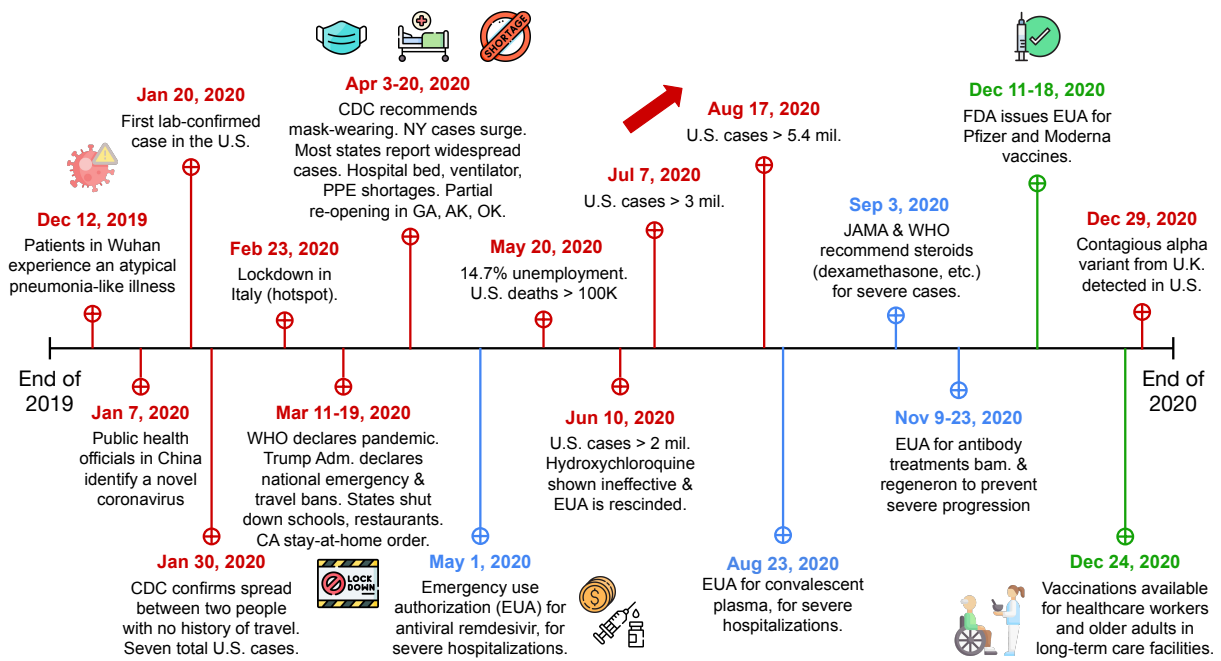 SHORTAGE
Jan 20, 2020
First lab-confirmed
case in the U.S.
Apr 3-20, 2020
CDC recommends
mask-wearing. NY cases surge.
Most states report widespread
cases. Hospital bed, ventilator,
PPE shortages. Partial
re-opening in GA, AK, OK.
Aug 17, 2020
U.S. cases > 5.4 mil.
Dec 11-18, 2020
FDA issues EUA for
Pfizer and Moderna
vaccines.
Dec 12, 2019
Patients in Wuhan
experience an atypical
pneumonia-like illness
Feb 23, 2020
Lockdown in
Italy (hotspot).
May 20, 2020
14.7% unemployment.
U.S. deaths > 100K
Jul 7, 2020
U.S. cases > 3 mil.
Sep 3, 2020
JAMA & WHO
recommend steroids
(dexamethasone, etc.)
for severe cases.
Dec 29, 2020
Contagious alpha
variant from U.K.
detected in U.S.
End of
2019
End of
2020
Jan 7, 2020
Public health
officials in China
identify a novel
coronavirus
Mar 11-19, 2020
WHO declares pandemic.
Trump Adm. declares
national emergency &
travel bans. States shut
down schools, restaurants.
CA stay-at-home order.
Jun 10, 2020
U.S. cases > 2 mil.
Hydroxychloroquine
shown ineffective &
EUA is rescinded.
Nov 9-23, 2020
EUA for antibody
treatments bam. &
regeneron to prevent
severe progression
Jan 30, 2020
CDC confirms spread
between two people
with no history of travel.
Seven total U.S. cases.
LOCK
DOWN
May 1, 2020
Emergency use
authorization (EUA) for
antiviral remdesivir, for
severe hospitalizations.
$
Aug 23, 2020
EUA for convalescent
plasma, for severe
hospitalizations.
Dec 24, 2020
Vaccinations available
for healthcare workers
and older adults in
long-term care facilities.